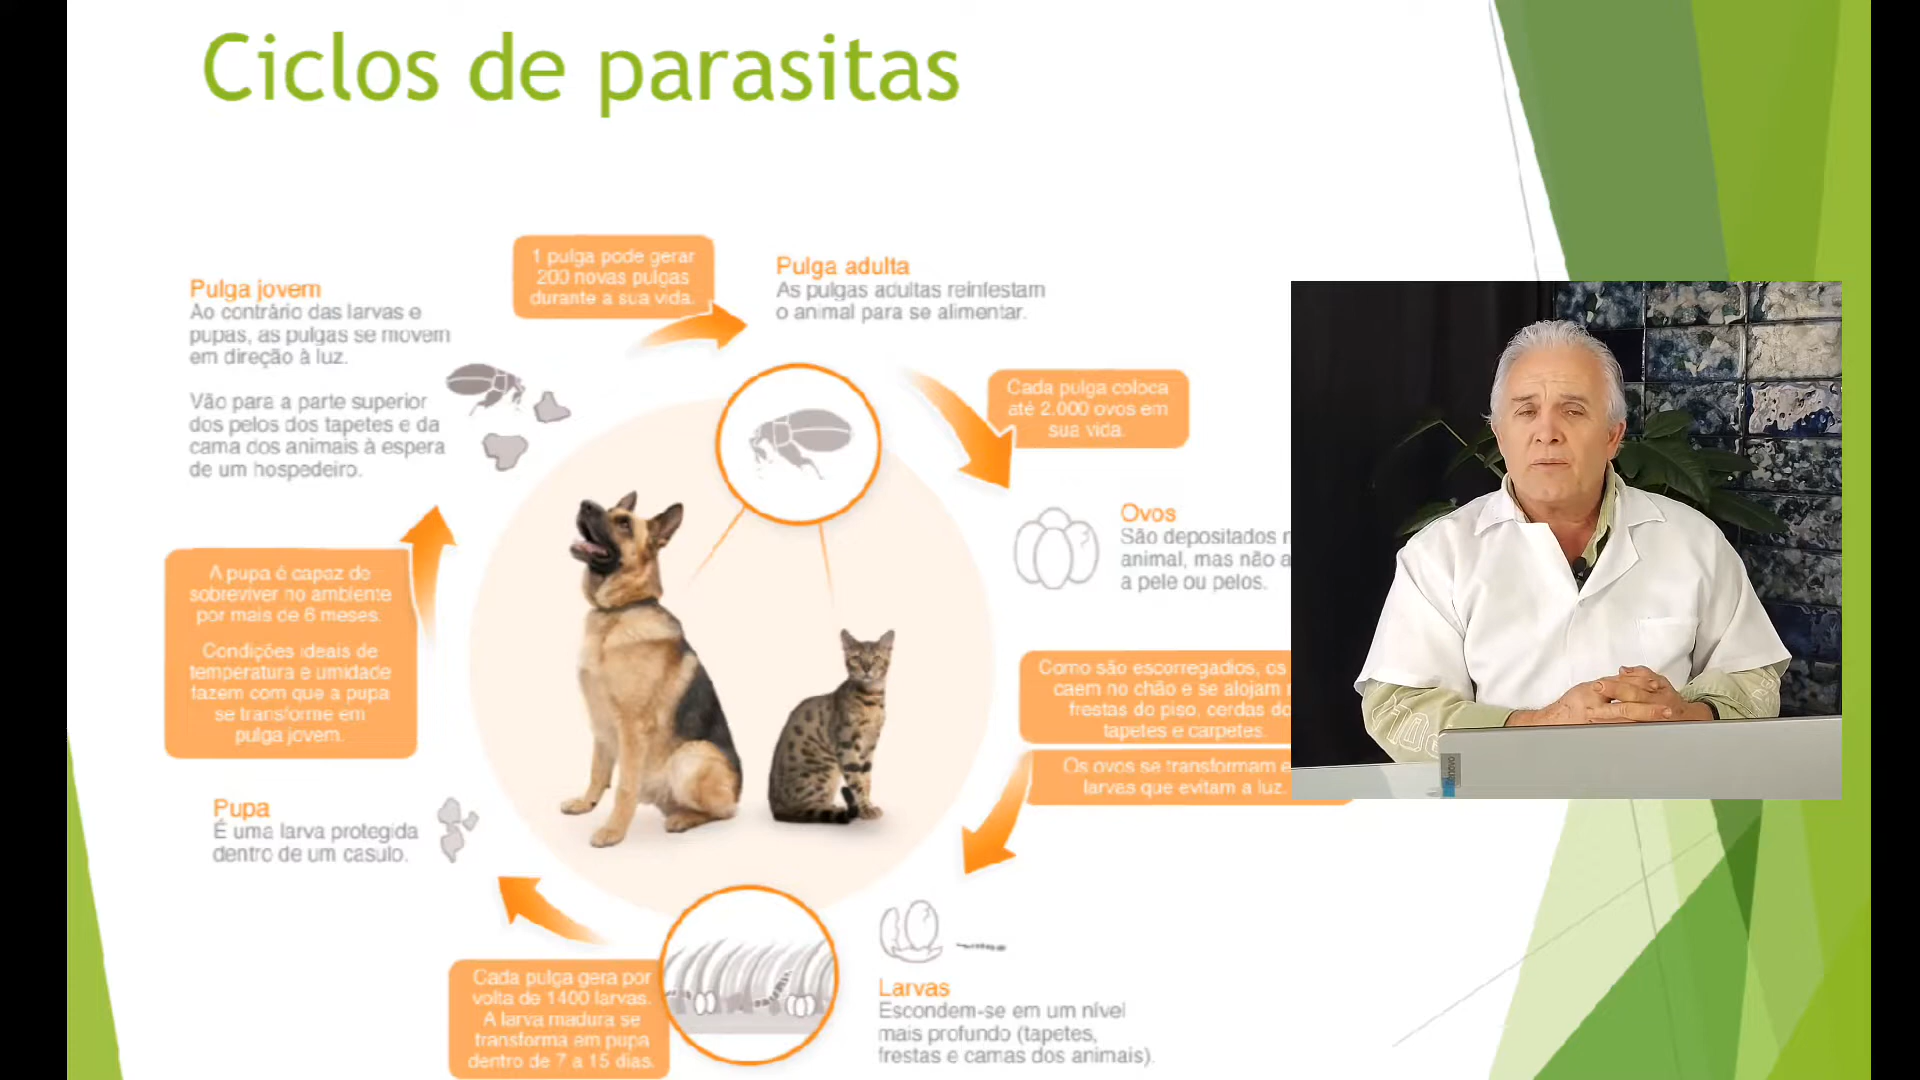 Ciclos de parasitas
Pulga jovem
Ao contrário das larvas e
pupas, as pulgas se movem
em direção à luz.
Vão para a parte superior
dos pelos dos tapetes e da
cama dos animais à espera
de um hospedeiro.
1 pulga pode gerar
200 novas pulgas
durante a sua vida.
Pulga adulta
As pulgas adultas reinfestam
o animal para se alimentar.
Cada pulga coloca
até 2.000 ovos em
sua vida.
Ovos
São depositados
animal, mas não
a pele ou pelos.
Como são escorregadios, os
caem no chão e se alojam
frestas do piso, cerdas
tapetes e carpetes.
Os ovos se transformam
larvas que evitam a luz.
Larvas
Escondem-se em um nível
mais profundo (tapetes,
frestas e camas dos animais).
Cada pulga gera por
volta de 1400 larvas.
A larva madura se
transforma em pupa
dentro de 7 a 15 dias.
Pupa
É uma larva protegida
dentro de um casulo.
A pupa é capaz de
sobreviver no ambiente
por mais de 6 meses.
Condições ideais de
temperatura e umidade
fazem com que a pupa
se transforme em
pulga jovem.
Lenovo